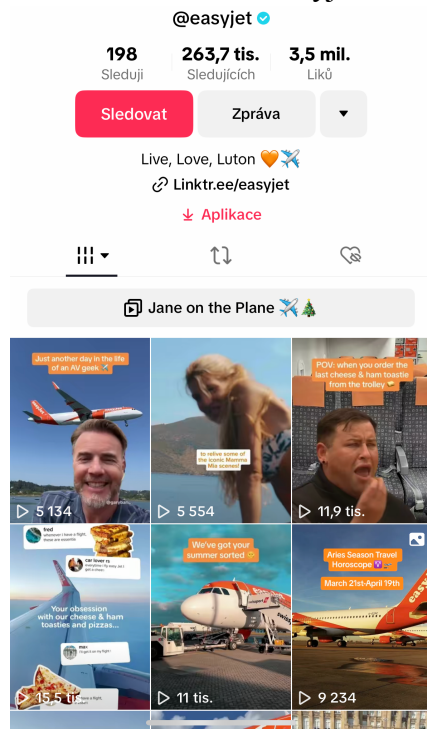 @easyjet
198 263,7 tis. 3,5 mil.
Sleduji Sledujících Liků
Sledovat Zpráva
Live, Love, Luton 🧡✈️
Linktr.ee/easyjet
Aplikace
Jane on the Plane ✈️🎄
Just another day in the life
of an AV geek
5 134
to relive some of
the iconic Mamma
Mia scenes!
5 554
POV: when you order the
last cheese & ham toastie
from the trolley
11,9 tis.
fred
Your obsession
with our cheese & ham
toasties and pizzas...
max
15,5 tis.
We've got your
summer sorted
11 tis.
Aries Season Travel
Horoscope
March 21st-April 19th
easy
9 234